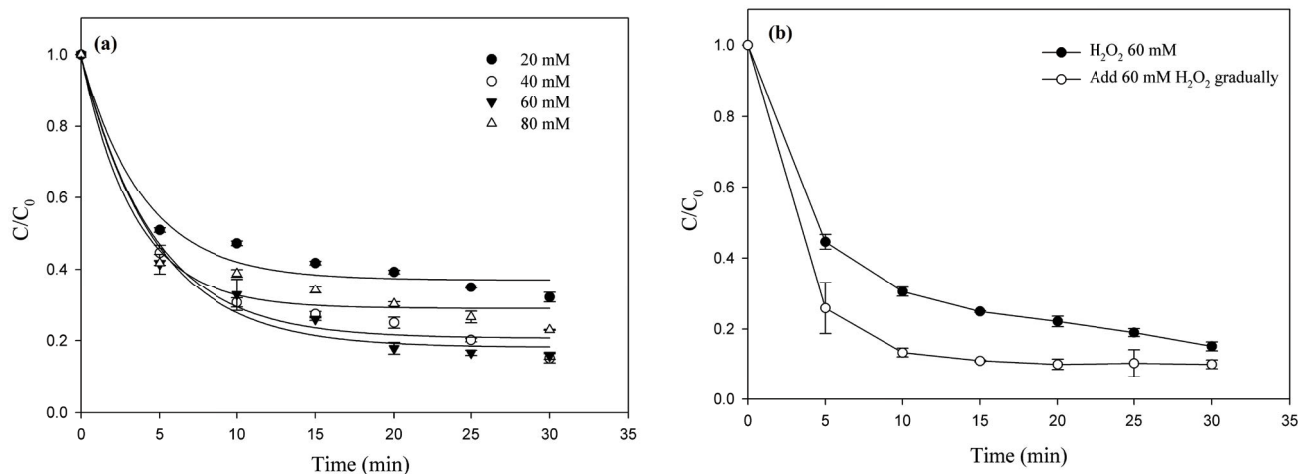 (a)
20 mM
40 mM
60 mM
80 mM
C/C₀
1.0
0.8
0.6
0.4
0.2
0.0
0 5 10 15 20 25 30 35
Time (min)
(b)
H₂O₂ 60 mM
Add 60 mM H₂O₂ gradually
C/C₀
1.0
0.8
0.6
0.4
0.2
0.0
0 5 10 15 20 25 30 35
Time (min)